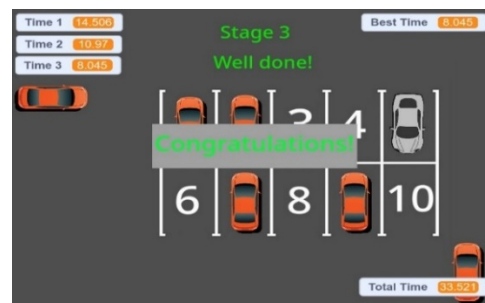 Time 1 14.506
Time 2 10.97
Time 3 8.045
Stage 3
Well done!
Best Time 8.045
3 4
Congratulations!
6 8 10
Total Time 33.521